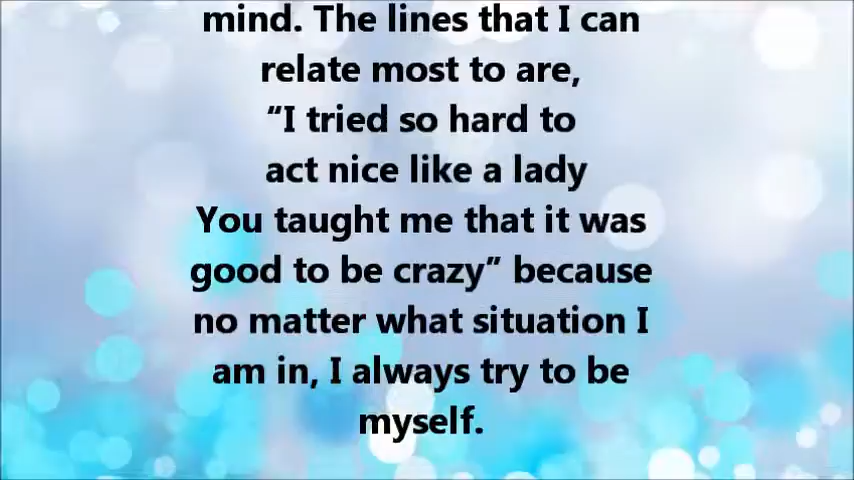 mind. The lines that I can
relate most to are,
“I tried so hard to
act nice like a lady
You taught me that it was
good to be crazy” because
no matter what situation I
am in, I always try to be
myself.